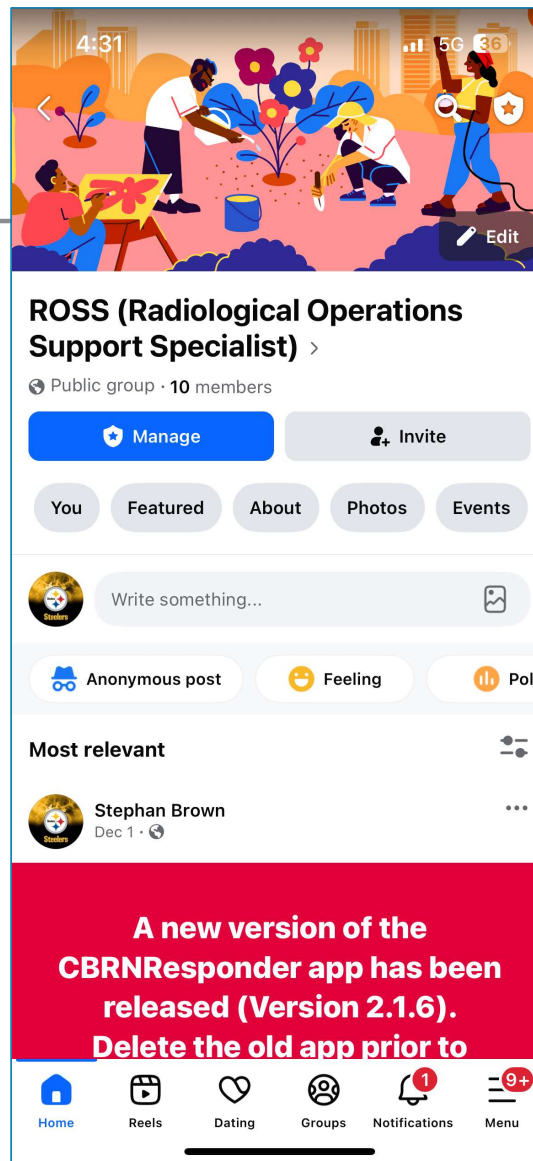 4:31
5G 36
Edit
ROSS (Radiological Operations
Support Specialist)
Public group · 10 members
Manage
Invite
You
Featured
About
Photos
Events
Steelers
Write something...
Anonymous post
Feeling
Pol
Most relevant
Steelers
Stephan Brown
Dec 1 ·
A new version of the
CBRNResponder app has been
released (Version 2.1.6).
Delete the old app prior to
1
9+
Home
Reels
Dating
Groups
Notifications
Menu